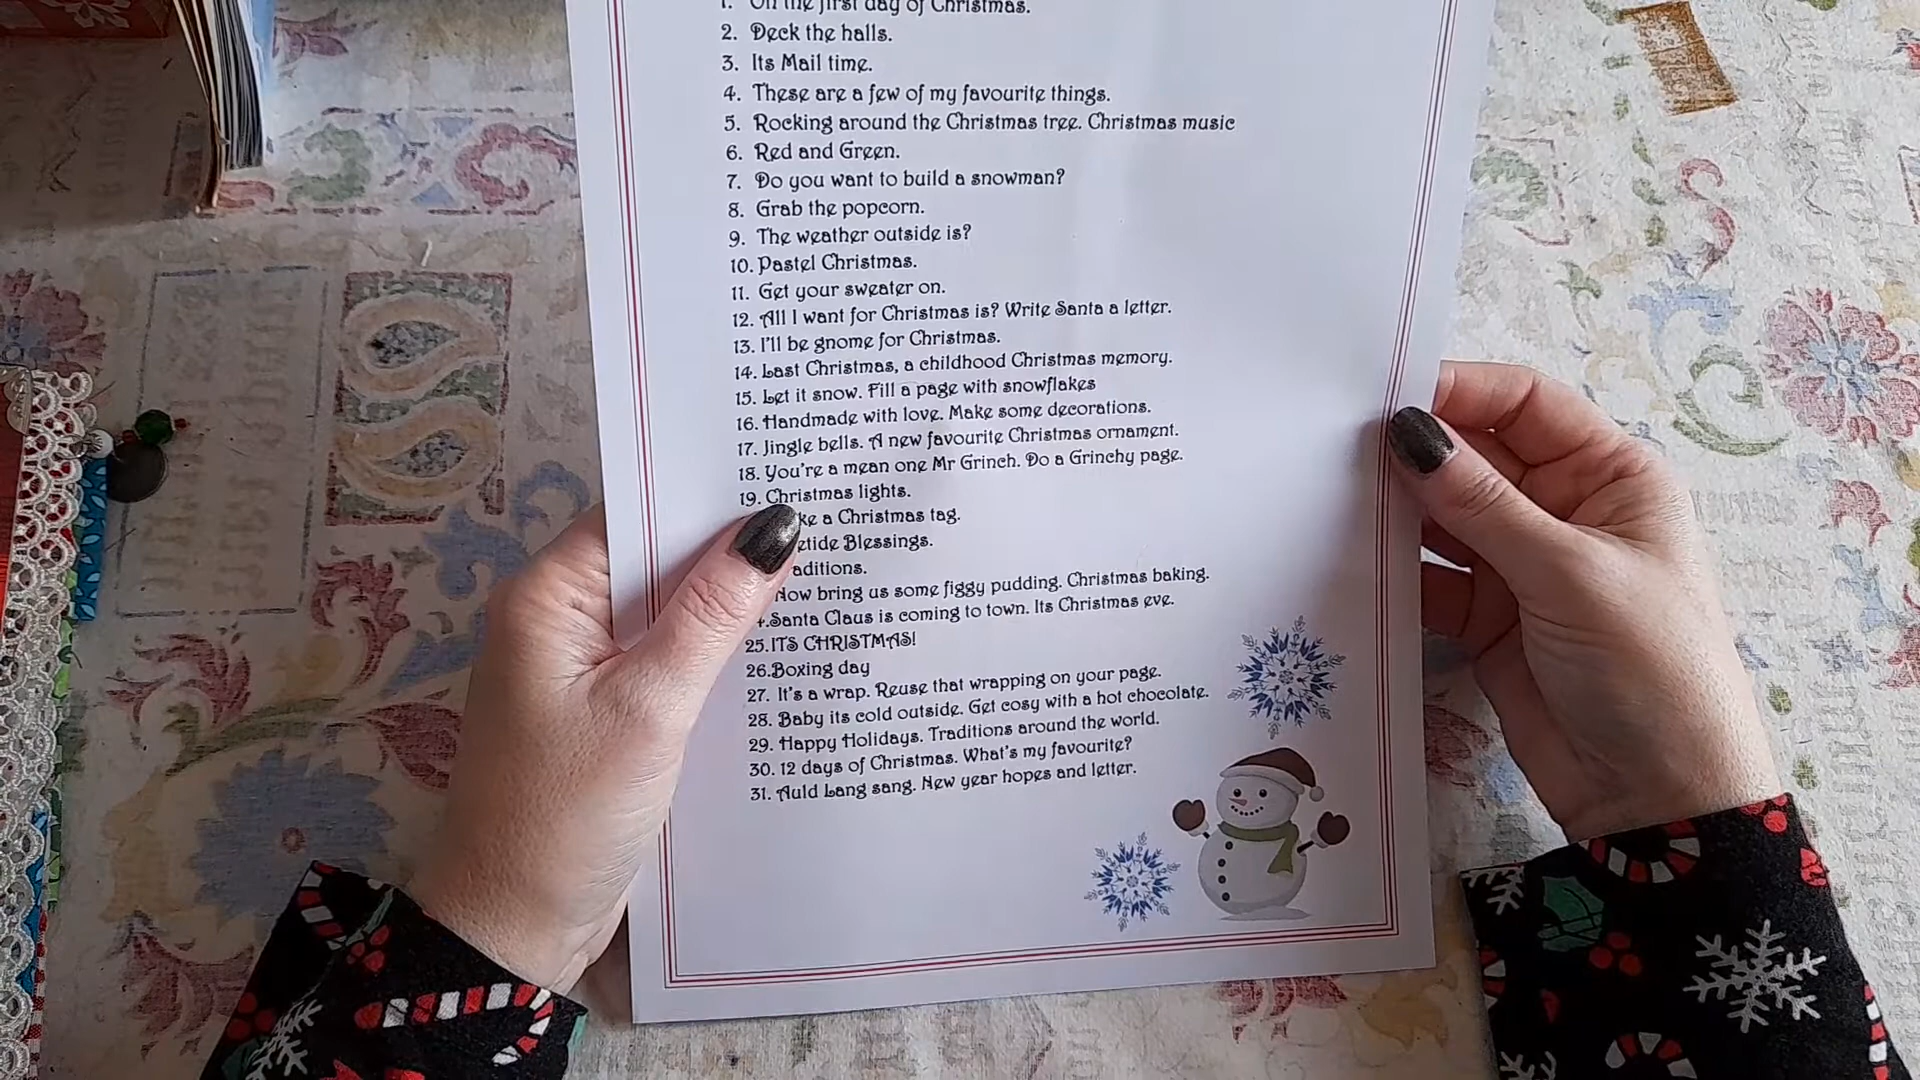 1. On the first day of Christmas.
2. Deck the halls.
3. Its Mail time.
4. These are a few of my favourite things.
5. Rocking around the Christmas tree. Christmas music
6. Red and Green.
7. Do you want to build a snowman?
8. Grab the popcorn.
9. The weather outside is?
10. Pastel Christmas.
11. Get your sweater on.
12. All I want for Christmas is? Write Santa a letter.
13. I'll be gnome for Christmas.
14. Last Christmas, a childhood Christmas memory.
15. Let it snow. Fill a page with snowflakes
16. Handmade with love. Make some decorations.
17. Jingle bells. A new favourite Christmas ornament.
18. You're a mean one Mr Grinch. Do a Grinchy page.
19. Christmas lights.
a Christmas tag.
Blessings.
Now bring us some figgy pudding. Christmas baking.
Santa Claus is coming to town. Its Christmas eve.
25. ITS CHRISTMAS!
26. Boxing day
27. It's a wrap. Reuse that wrapping on your page.
28. Baby its cold outside. Get cosy with a hot chocolate.
29. Happy Holidays. Traditions around the world.
30. 12 days of Christmas. What's my favourite?
31. Auld Lang sang. New year hopes and letter.